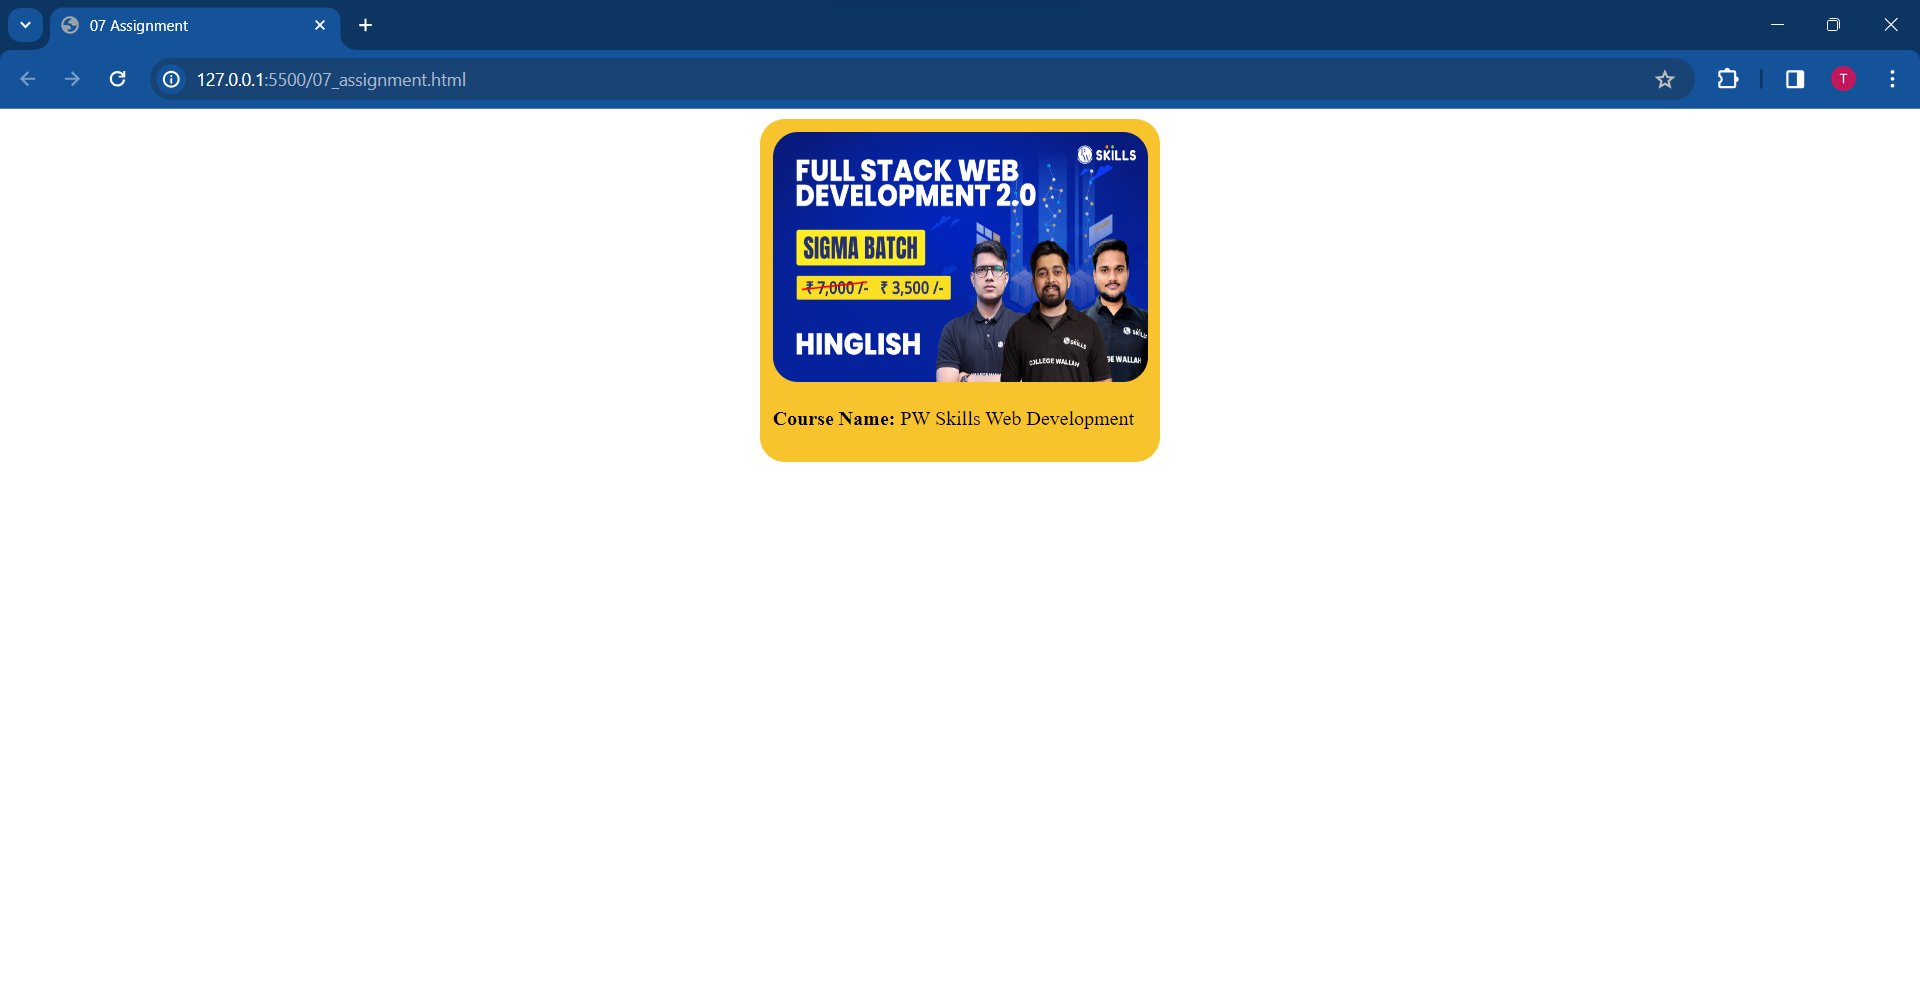 07 Assignment
127.0.0.1:5500/07_assignment.html
T
PW SKILLS
FULL STACK WEB
DEVELOPMENT 2.0
SIGMA BATCH
₹ 7,000 /- ₹ 3,500 /-
HINGLISH
SKILLS
COLLEGE WALLAH
SKILLS
GE WALLAH
Course Name: PW Skills Web Development